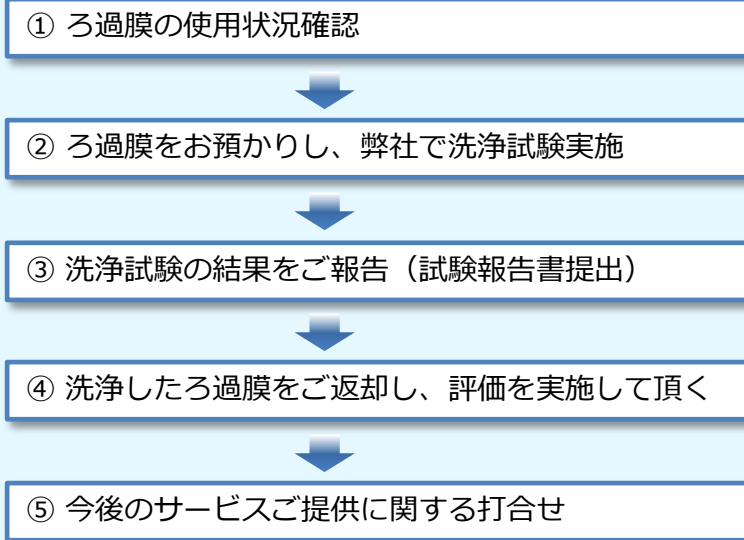 ① ろ過膜の使用状況確認
② ろ過膜をお預かりし、弊社で洗浄試験実施
③ 洗浄試験の結果をご報告（試験報告書提出）
④ 洗浄したろ過膜をご返却し、評価を実施して頂く
⑤ 今後のサービスご提供に関する打合せ